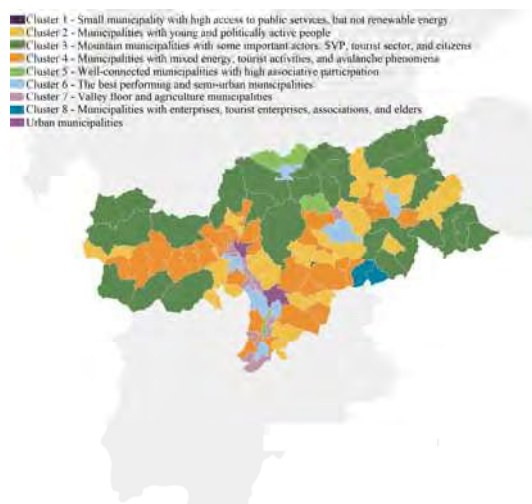 Cluster 1 - Small municipality with high access to public services, but not renewable energy
Cluster 2 - Municipalities with young and politically active people
Cluster 3 - Mountain municipalities with some important actors: SVP, tourist sector, and citizens
Cluster 4 - Municipalities with mixed energy, tourist activities, and avalanche phenomena
Cluster 5 - Well-connected municipalities with high associative participation
Cluster 6 - The best performing and semi-urban municipalities
Cluster 7 - Valley floor and agriculture municipalities
Cluster 8 - Municipalities with enterprises, tourist enterprises, associations, and elders
Urban municipalities